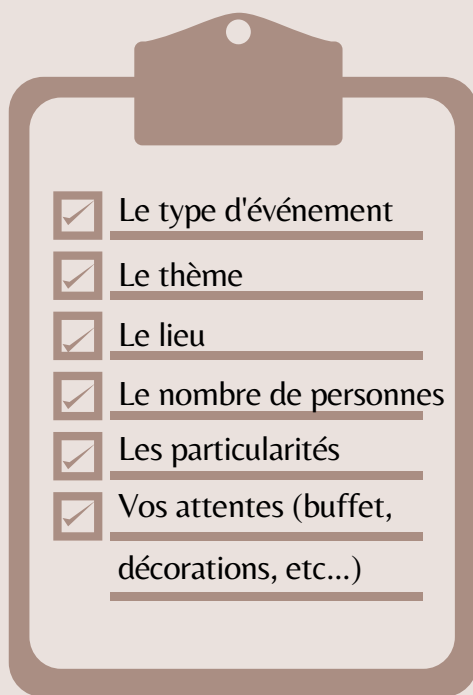 Le type d'événement
Le thème
Le lieu
Le nombre de personnes
Les particularités
Vos attentes (buffet,
décorations, etc...)